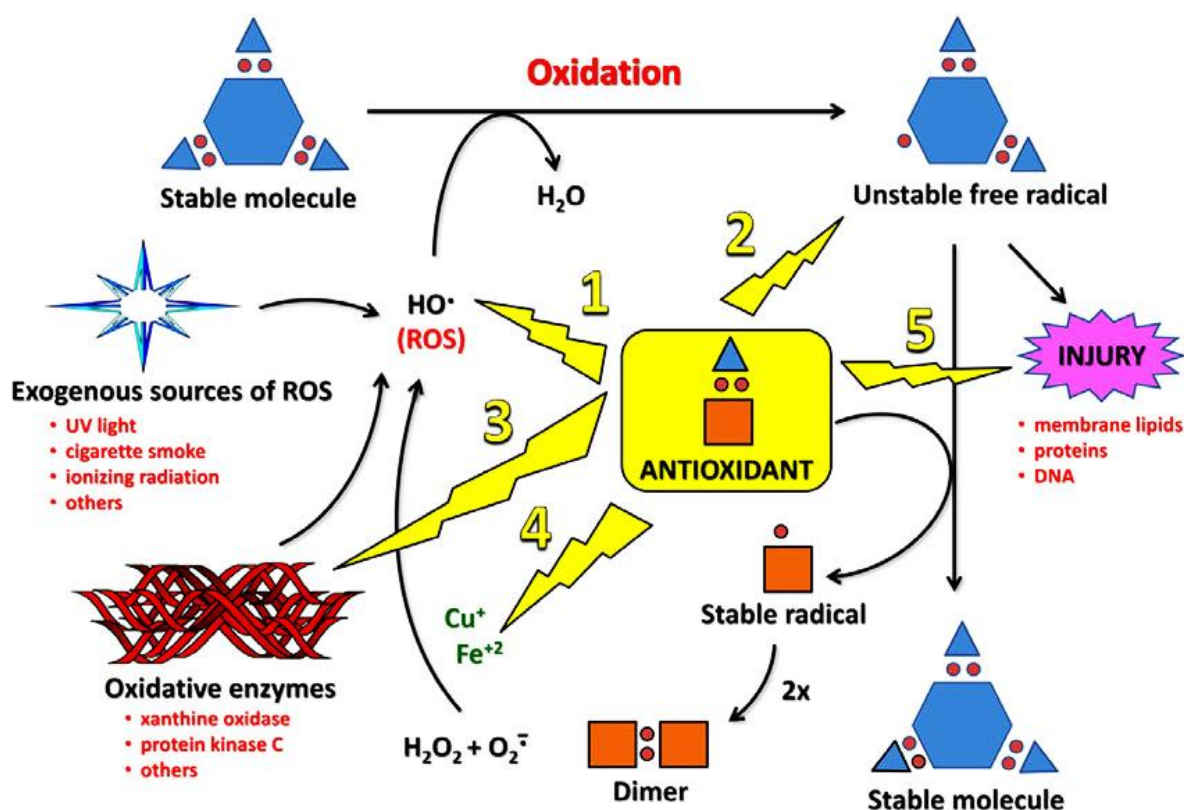 Oxidation
Stable molecule
H₂O
Unstable free radical
2
1
HO•
(ROS)
5
INJURY
• membrane lipids
• proteins
• DNA
Exogenous sources of ROS
• UV light
• cigarette smoke
• ionizing radiation
• others
3
ANTIOXIDANT
4
Cu⁺
Fe⁺²
Stable radical
2x
Oxidative enzymes
• xanthine oxidase
• protein kinase C
• others
H₂O₂ + O₂•̄
Dimer
Stable molecule